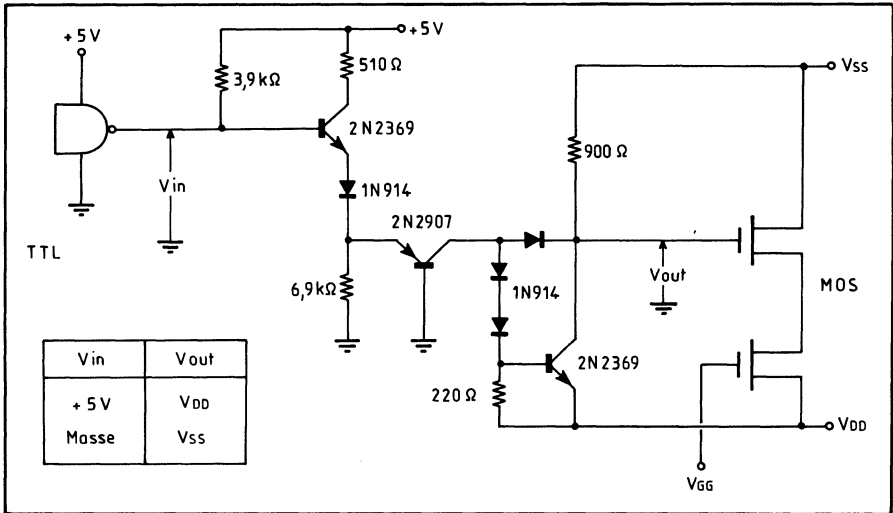 +5V
+5V
3,9kΩ
510Ω
2N2369
Vin
TTL
1N914
2N2907
6,9kΩ
900Ω
VSS
Vout
MOS
1N914
2N2369
220Ω
VDD
VGG
Vin Vout
+5V VDD
Masse VSS